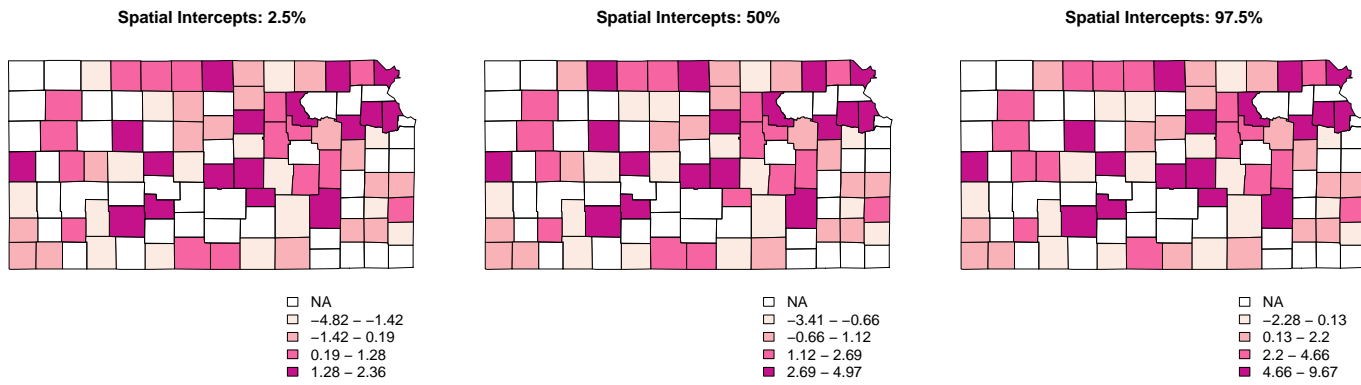 Spatial Intercepts: 2.5%
NA
−4.82 − −1.42
−1.42 − 0.19
0.19 − 1.28
1.28 − 2.36
Spatial Intercepts: 50%
NA
−3.41 − −0.66
−0.66 − 1.12
1.12 − 2.69
2.69 − 4.97
Spatial Intercepts: 97.5%
NA
−2.28 − 0.13
0.13 − 2.2
2.2 − 4.66
4.66 − 9.67